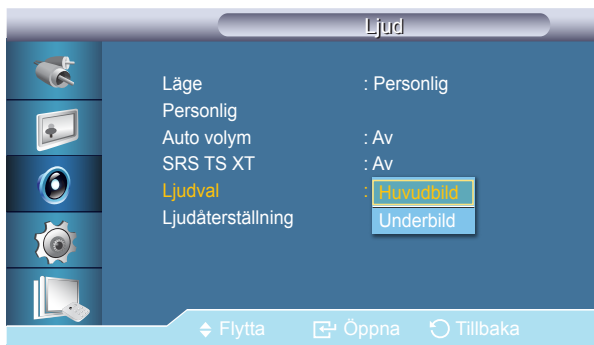 Ljud
Läge : Personlig
Personlig
Auto volym : Av
SRS TS XT : Av
Ljudval : Huvudbild
Ljudåterställning Underbild
Flytta Öppna Tillbaka